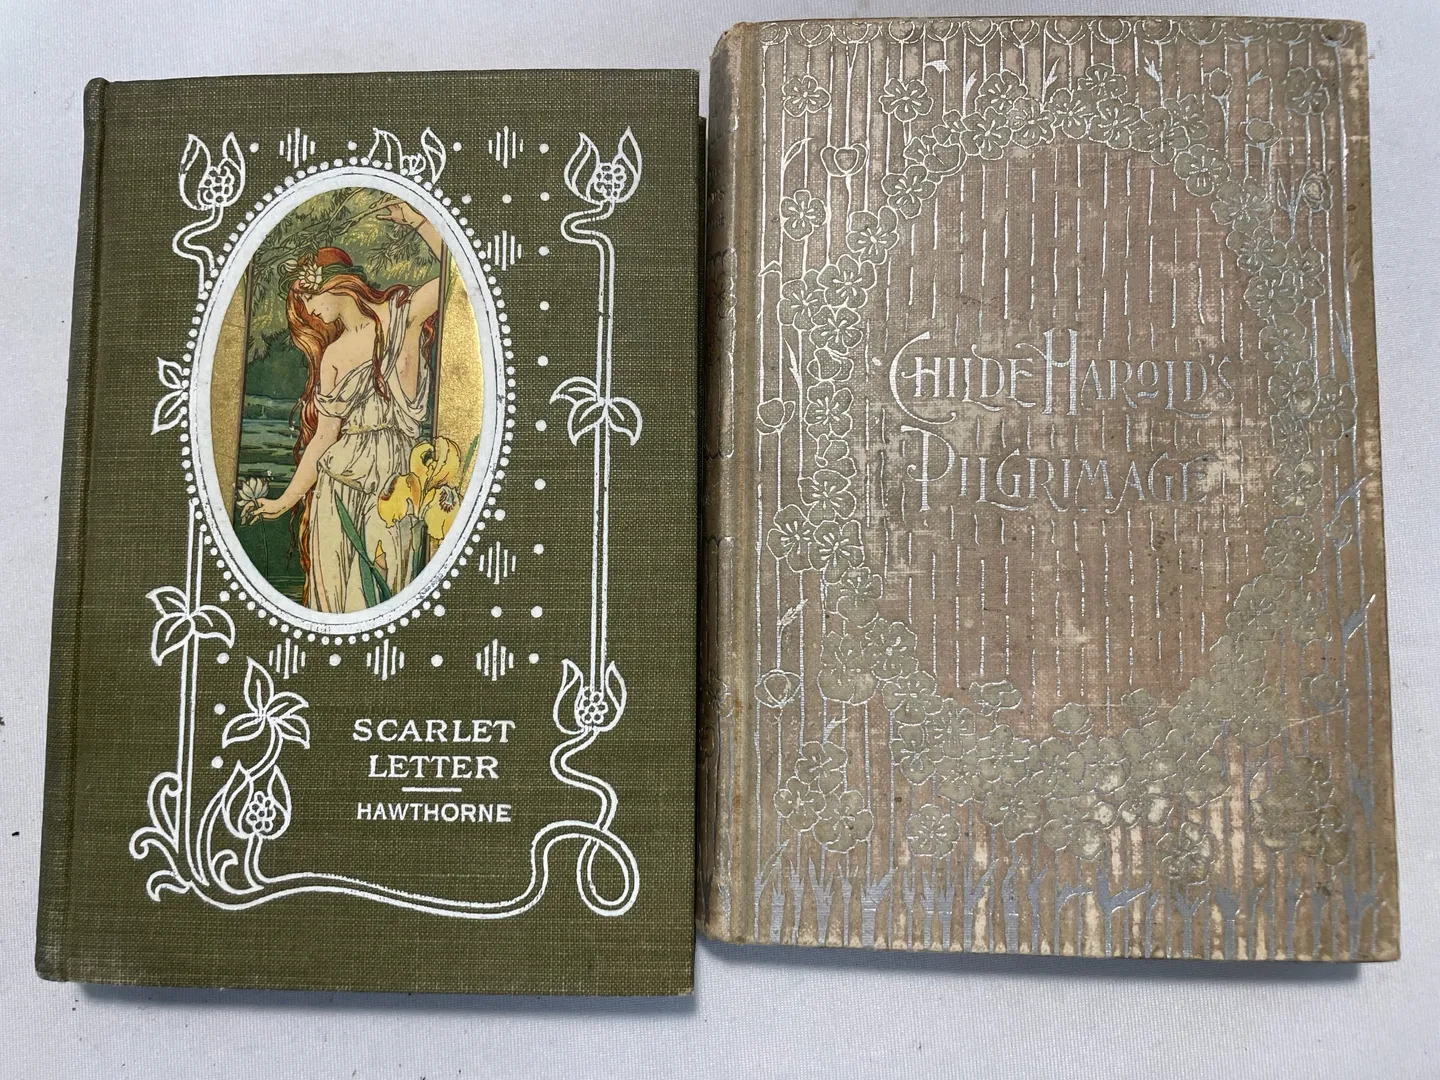 SCARLET
LETTER
HAWTHORNE
CHILDE HAROLD'S
PILGRIMAGE